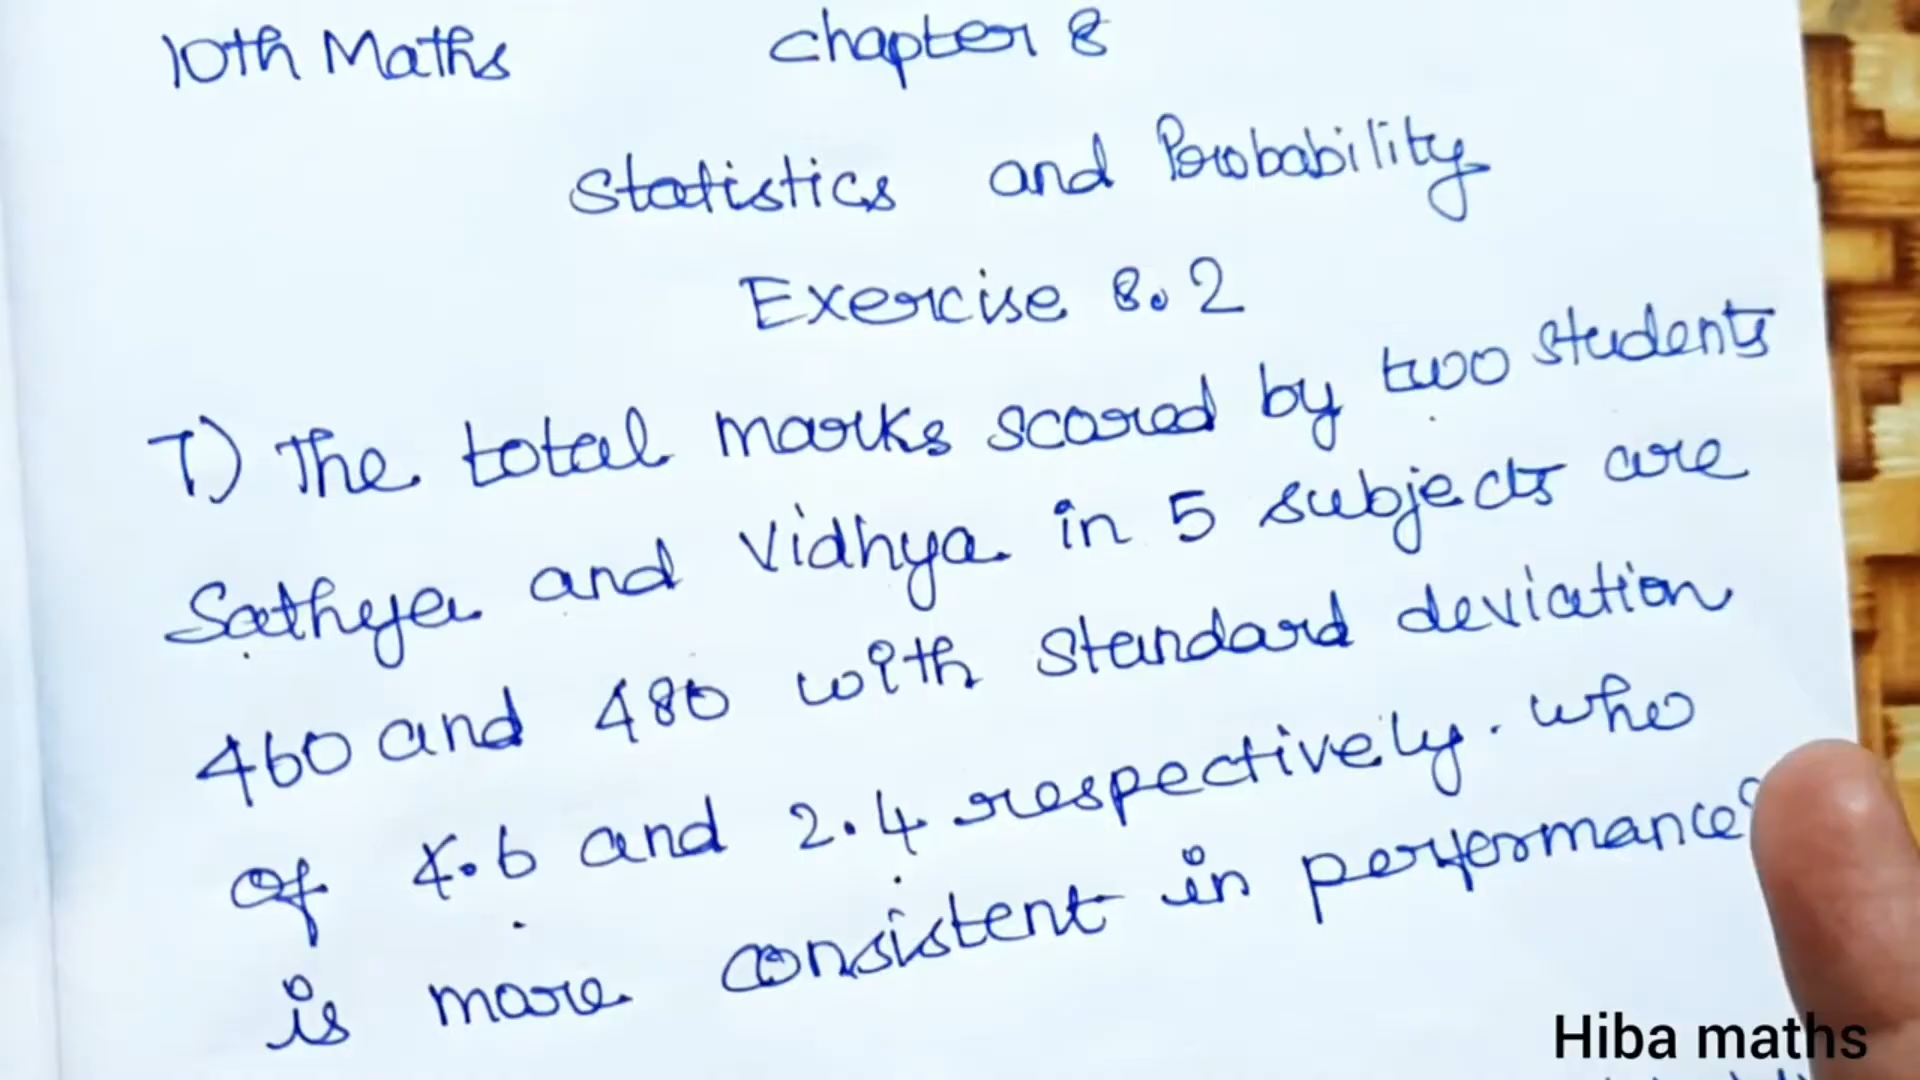 10th Maths chapter 8
Statistics and Probability
Exercise 8.2
7) The total marks scored by two students
Sathya and Vidhya in 5 subjects are
460 and 480 with standard deviation
of 4.6 and 2.4 respectively. who
is more consistent in performance?
Hiba maths